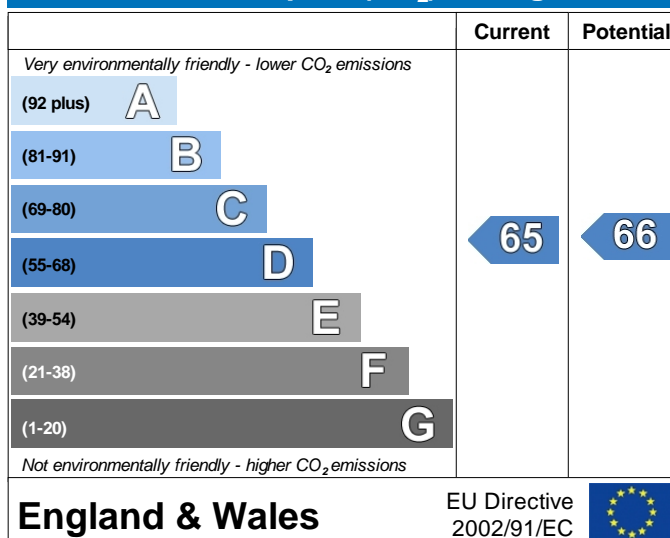 Current Potential
Very environmentally friendly - lower CO₂ emissions
(92 plus) A
(81-91) B
(69-80) C
(55-68) D
(39-54) E
(21-38) F
(1-20) G
65 66
Not environmentally friendly - higher CO₂ emissions
England & Wales
EU Directive
2002/91/EC